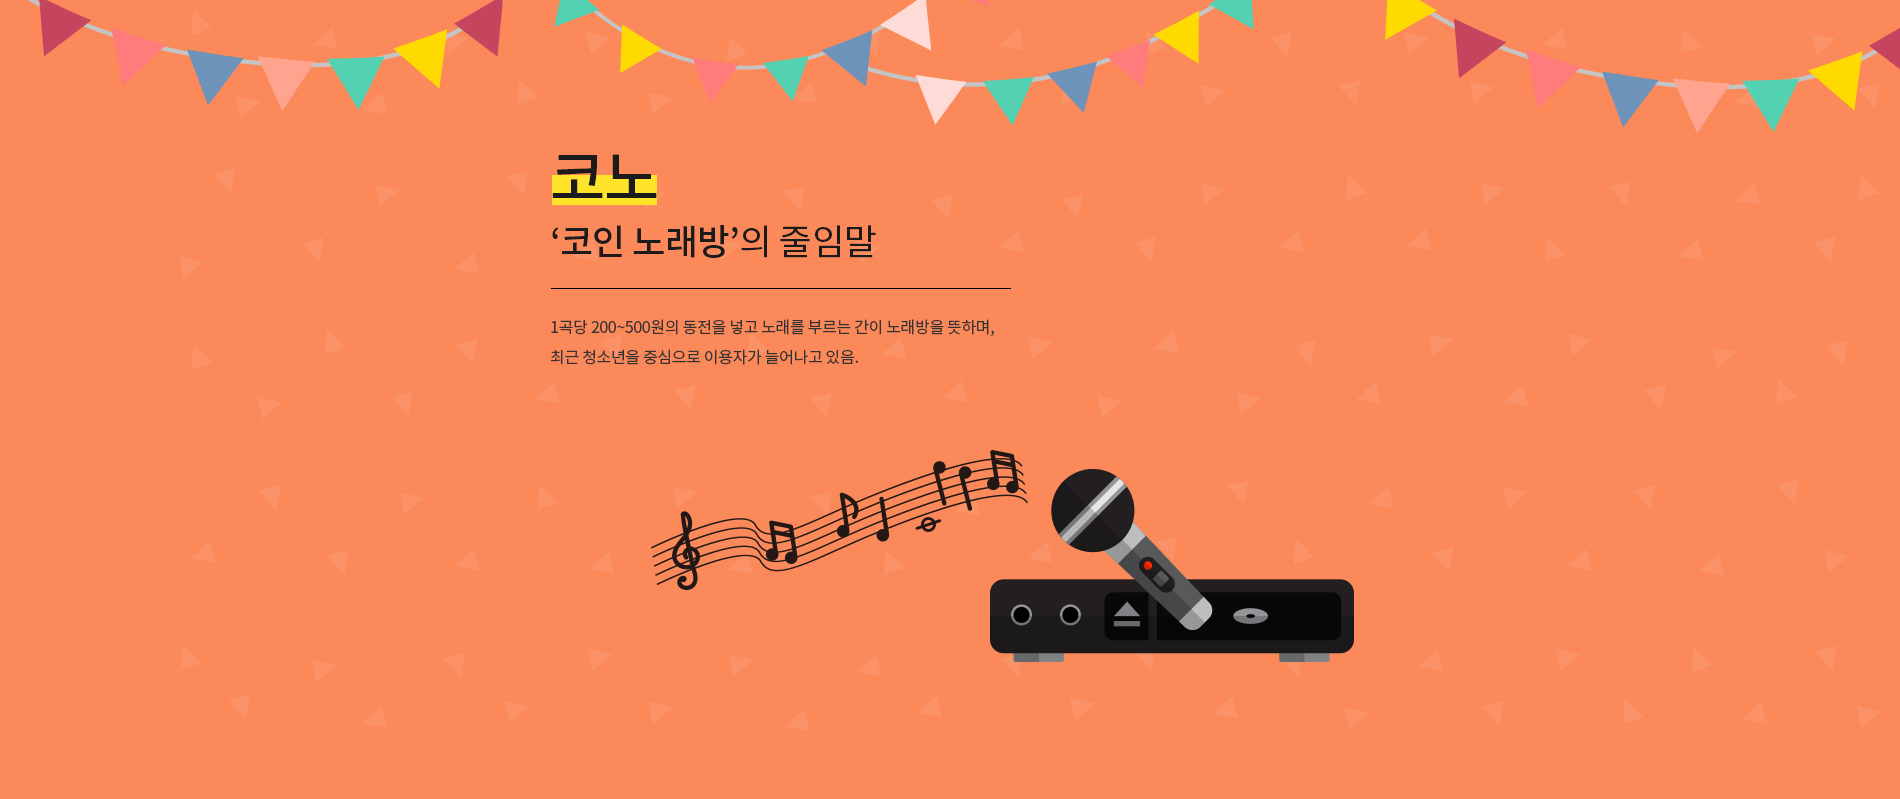 코노
‘코인 노래방’의 줄임말
1곡당 200~500원의 동전을 넣고 노래를 부르는 간이 노래방을 뜻하며,
최근 청소년을 중심으로 이용자가 늘어나고 있음.